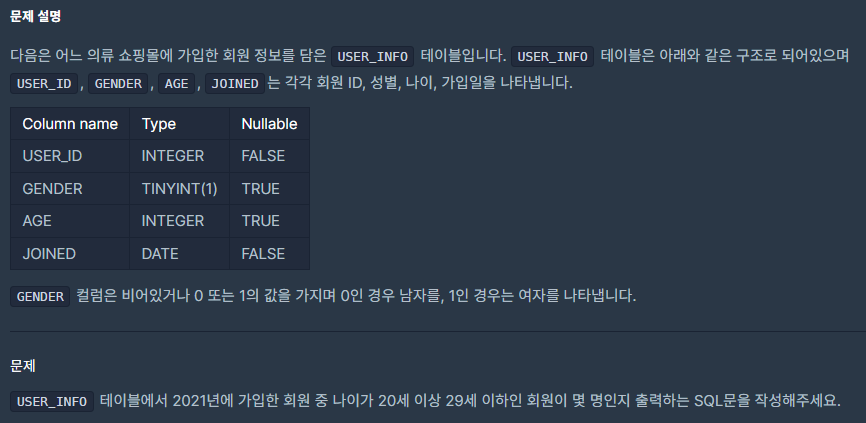 문제 설명
다음은 어느 의류 쇼핑몰에 가입한 회원 정보를 담은 USER_INFO 테이블입니다. USER_INFO 테이블은 아래와 같은 구조로 되어있으며
USER_ID , GENDER , AGE , JOINED 는 각각 회원 ID, 성별, 나이, 가입일을 나타냅니다.
Column name Type Nullable
USER_ID INTEGER FALSE
GENDER TINYINT(1) TRUE
AGE INTEGER TRUE
JOINED DATE FALSE
GENDER 컬럼은 비어있거나 0 또는 1의 값을 가지며 0인 경우 남자를, 1인 경우는 여자를 나타냅니다.
문제
USER_INFO 테이블에서 2021년에 가입한 회원 중 나이가 20세 이상 29세 이하인 회원이 몇 명인지 출력하는 SQL문을 작성해주세요.